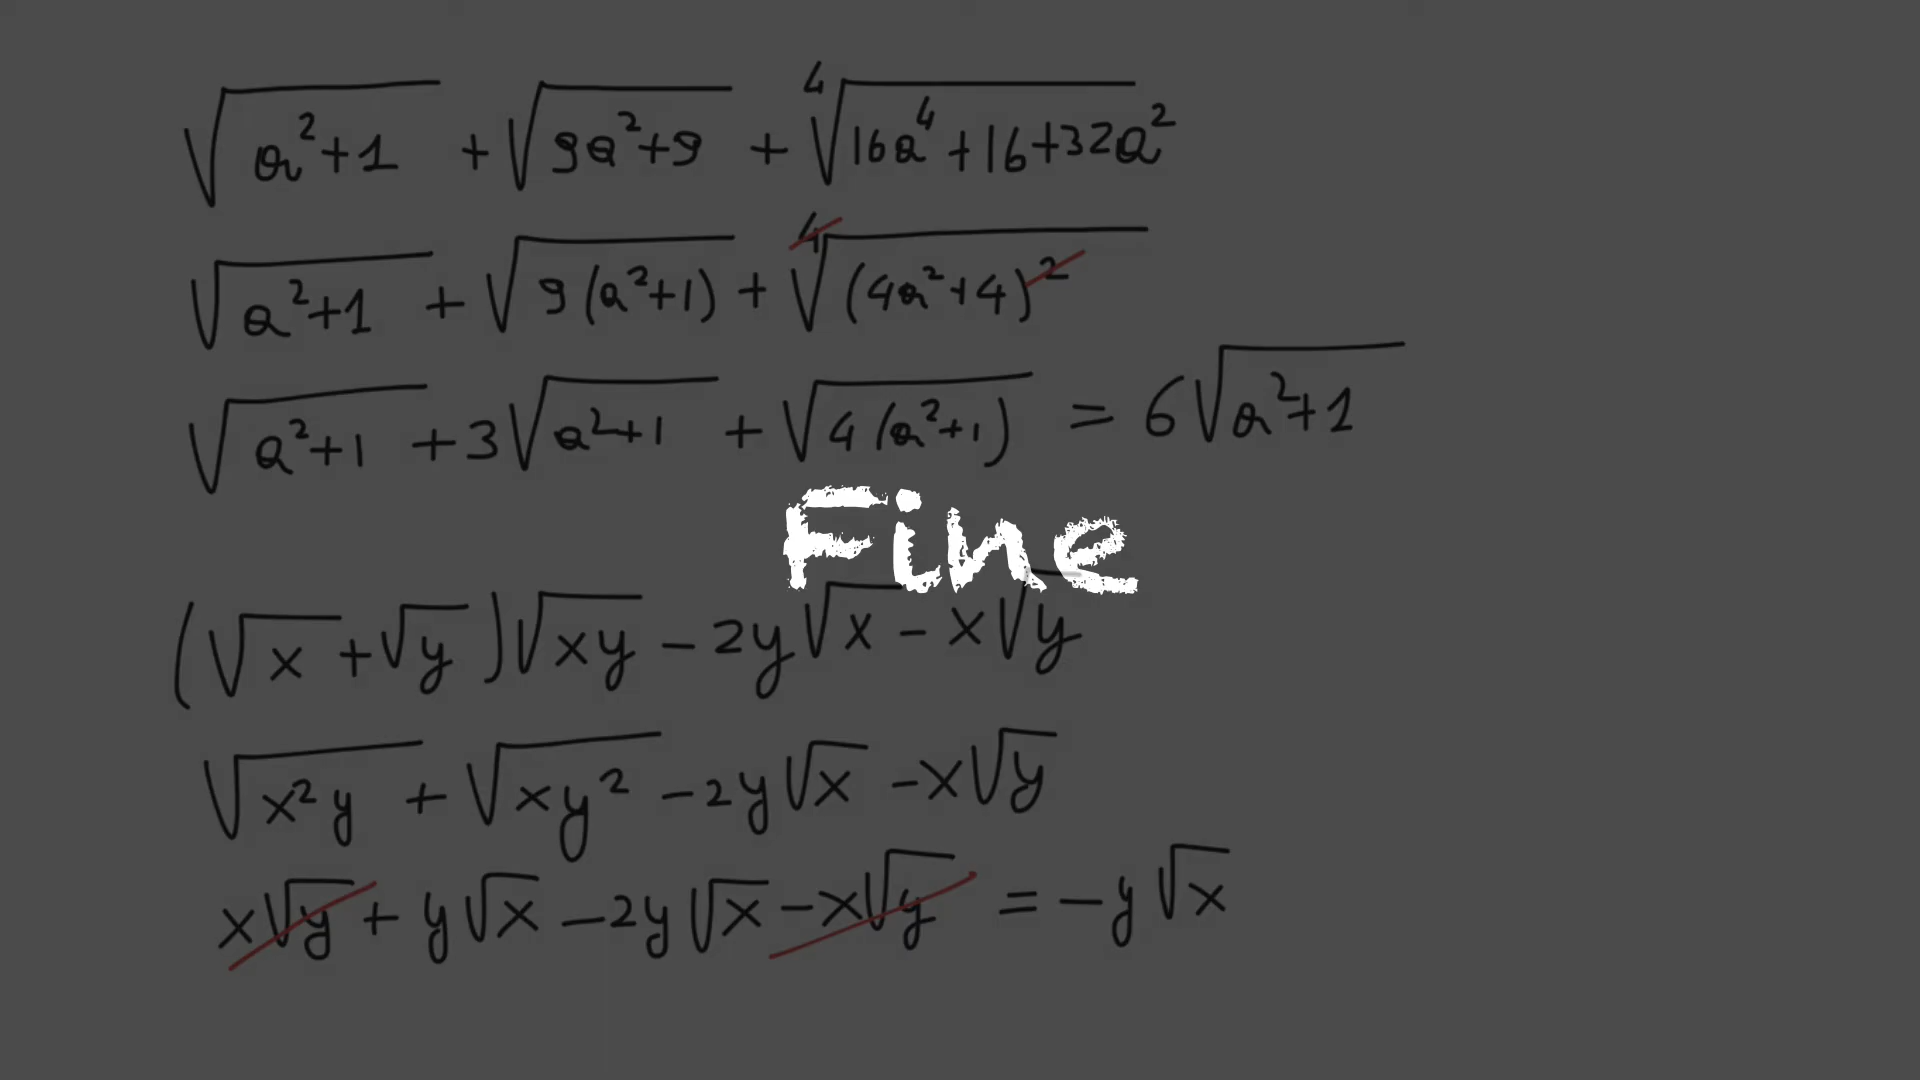 √(a²+1) + √(9a²+9) + ⁴√(16a⁴+16+32a²)
√(a²+1) + √(9(a²+1)) + ⁴√((4a²+4)²)
√(a²+1) + 3√(a²+1) + √(4(a²+1)) = 6√(a²+1)
Fine
(√x + √y)√xy - 2y√x - x√y
√(x²y) + √(xy²) - 2y√x - x√y
x√y + y√x - 2y√x - x√y = -y√x